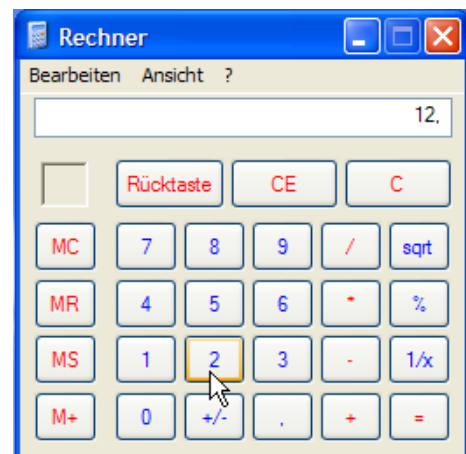 Rechner
Bearbeiten Ansicht ?
12,
Rücktaste CE C
MC 7 8 9 / sqrt
MR 4 5 6 * %
MS 1 2 3 - 1/x
M+ 0 +/- , + =